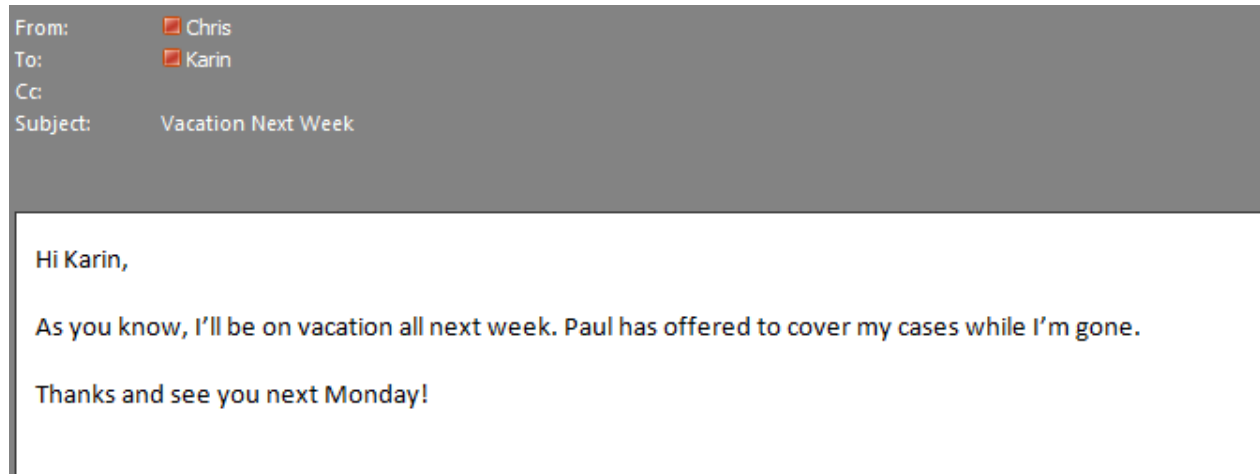 From: Chris
To: Karin
Cc:
Subject: Vacation Next Week
Hi Karin,
As you know, I’ll be on vacation all next week. Paul has offered to cover my cases while I’m gone.
Thanks and see you next Monday!